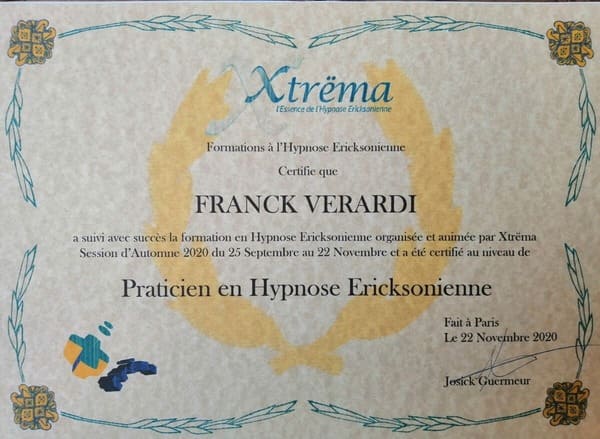 Xtrëma
l'Essence de l'Hypnose Ericksonienne
Formations à l'Hypnose Ericksonienne
Certifie que
FRANCK VERARDI
a suivi avec succès la formation en Hypnose Ericksonienne organisée et animée par Xtrëma
Session d'Automne 2020 du 25 Septembre au 22 Novembre et a été certifié au niveau de
Praticien en Hypnose Ericksonienne
Fait à Paris
Le 22 Novembre 2020
Josick Guermeur